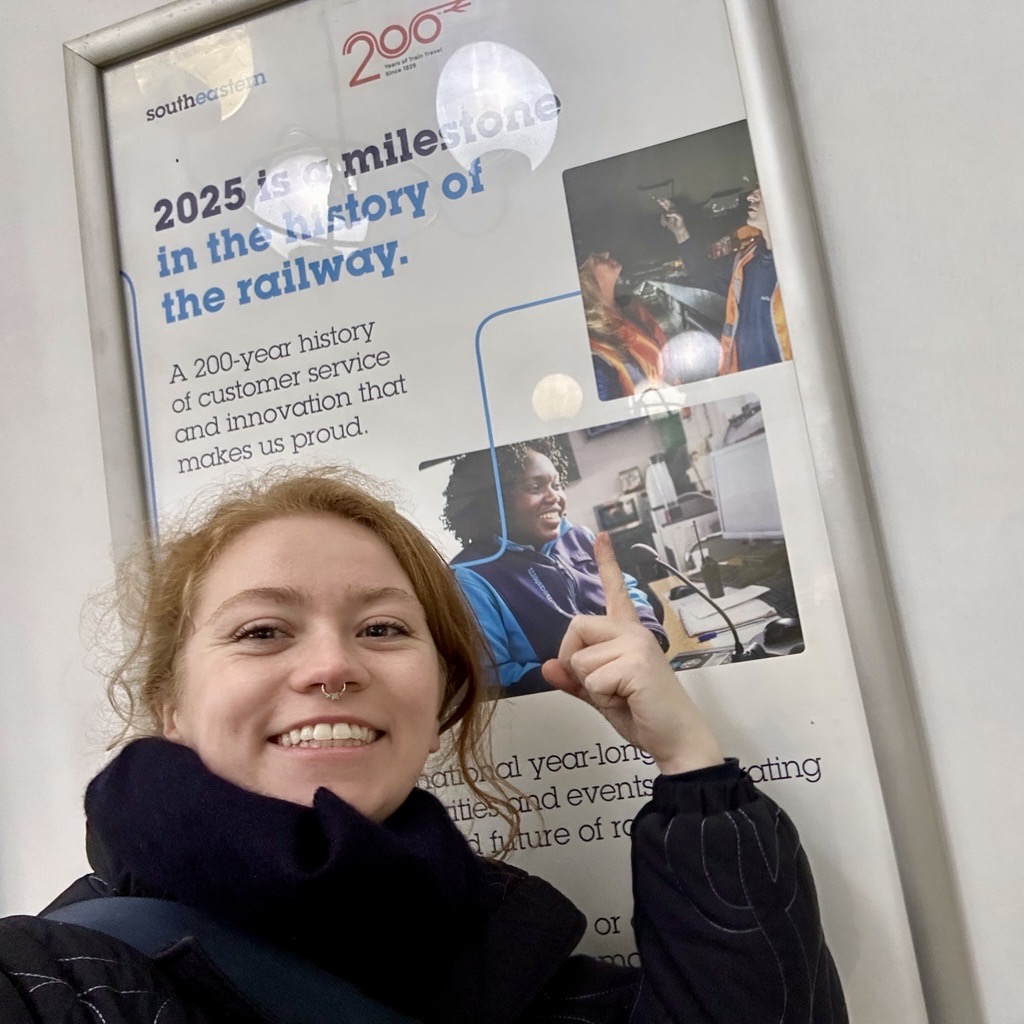 southeastern
200
Years of Train Travel
Since 1825
2025 is a milestone
in the history of
the railway.
A 200-year history
of customer service
and innovation that
makes us proud.
national year-long
and events
future of
or